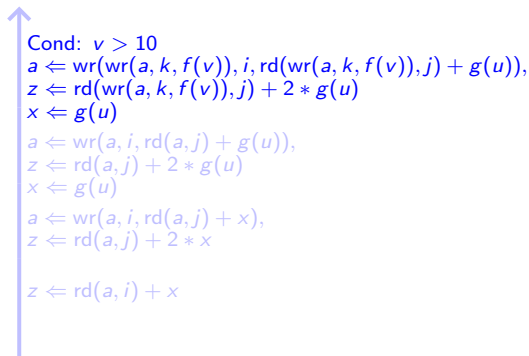 Cond: v > 10
a ⇐ wr(wr(a, k, f(v)), i, rd(wr(a, k, f(v)), j) + g(u)),
z ⇐ rd(wr(a, k, f(v)), j) + 2 ∗ g(u)
x ⇐ g(u)
a ⇐ wr(a, i, rd(a, j) + g(u)),
z ⇐ rd(a, j) + 2 ∗ g(u)
x ⇐ g(u)
a ⇐ wr(a, i, rd(a, j) + x),
z ⇐ rd(a, j) + 2 ∗ x
z ⇐ rd(a, i) + x